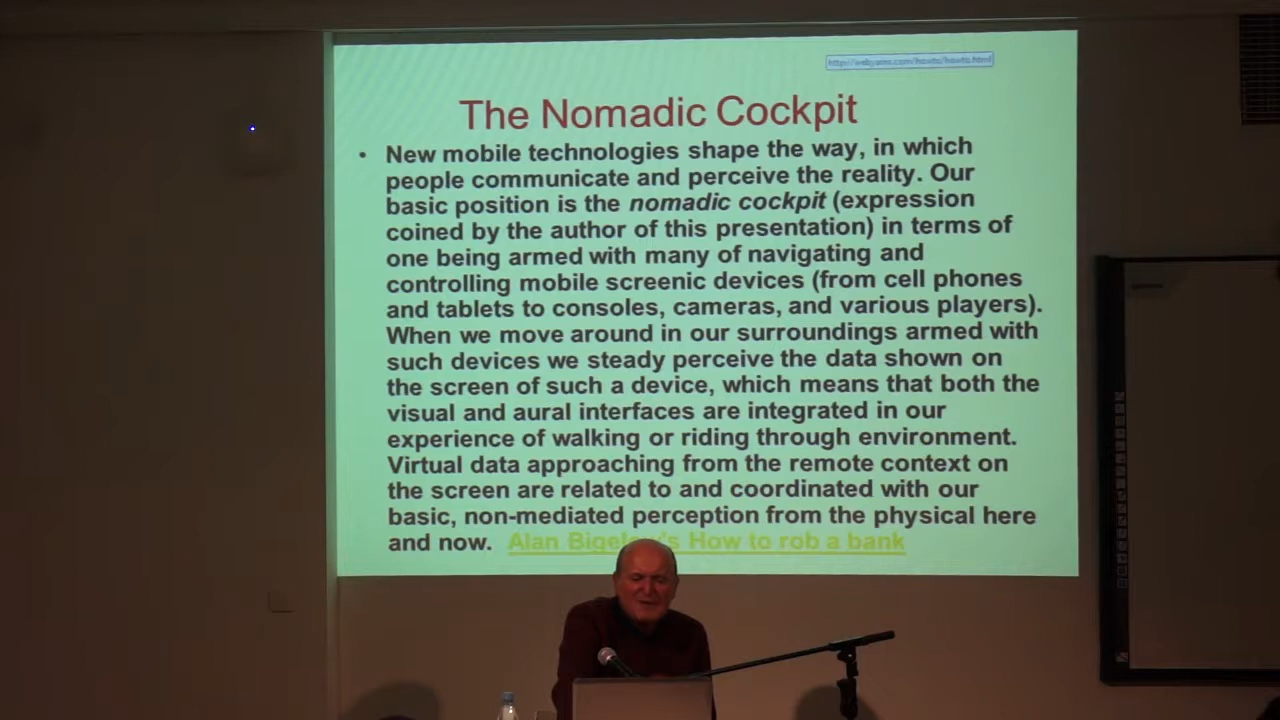 http://webyarns.com/howto/howto.html
The Nomadic Cockpit
• New mobile technologies shape the way, in which
people communicate and perceive the reality. Our
basic position is the nomadic cockpit (expression
coined by the author of this presentation) in terms of
one being armed with many of navigating and
controlling mobile screenic devices (from cell phones
and tablets to consoles, cameras, and various players).
When we move around in our surroundings armed with
such devices we steady perceive the data shown on
the screen of such a device, which means that both the
visual and aural interfaces are integrated in our
experience of walking or riding through environment.
Virtual data approaching from the remote context on
the screen are related to and coordinated with our
basic, non-mediated perception from the physical here
and now. Alan Bigelow's How to rob a bank